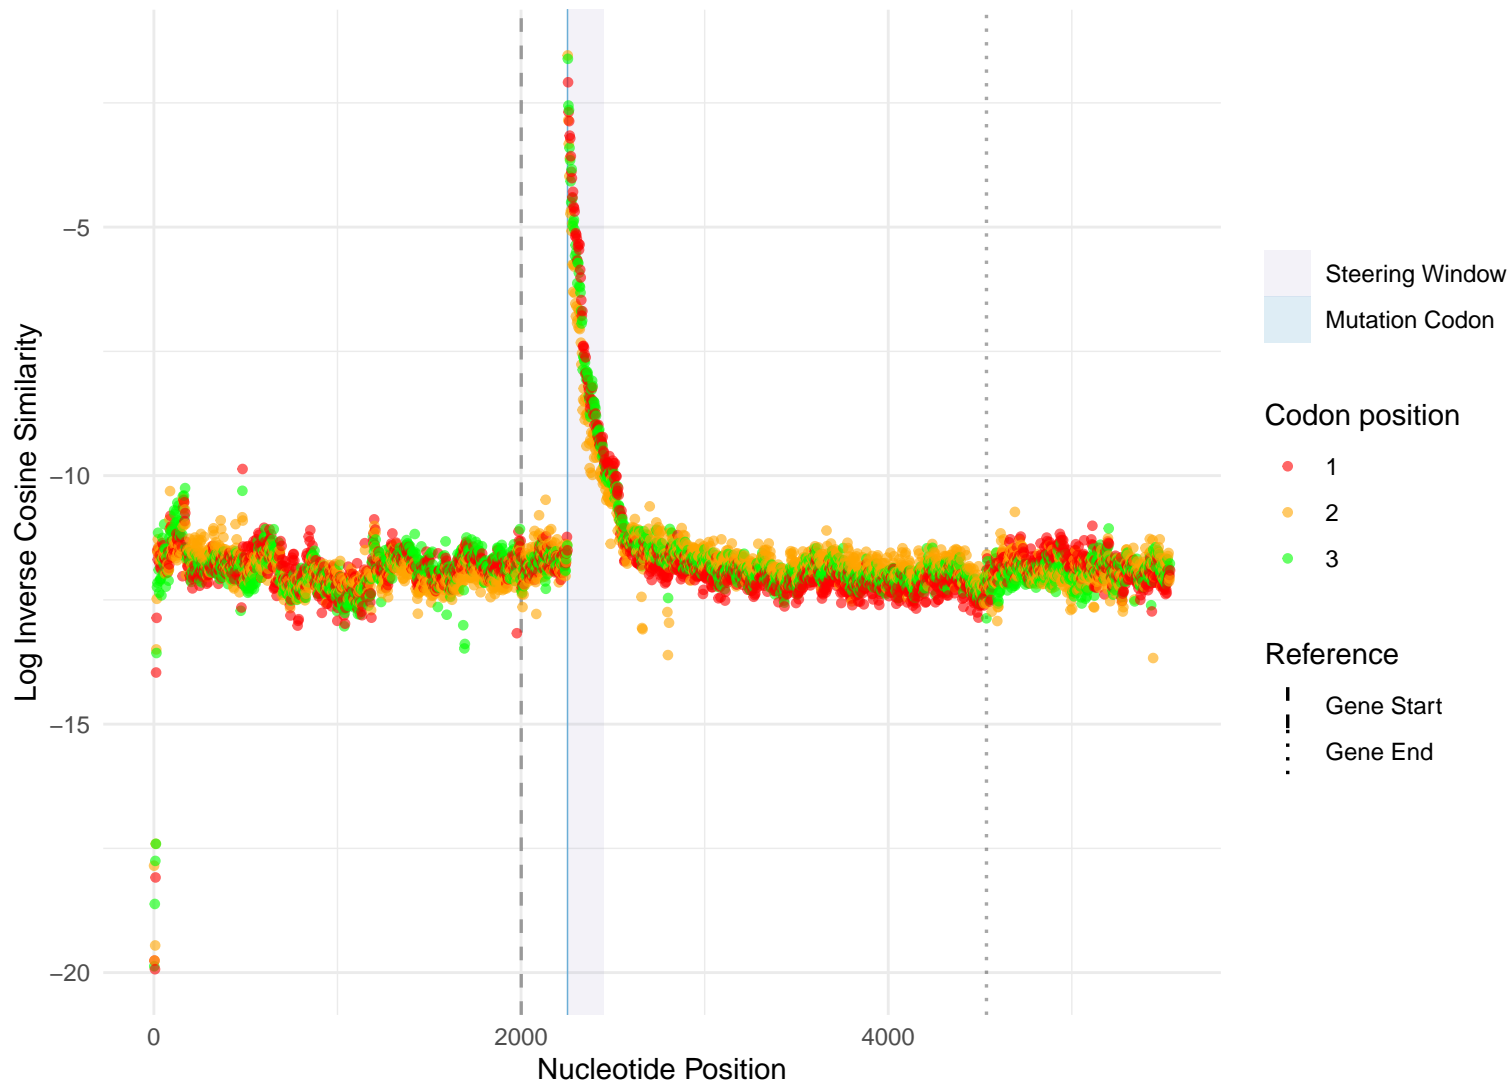 Log Inverse Cosine Similarity
−5
−10
−15
−20
0
2000
4000
Nucleotide Position
Steering Window
Mutation Codon
Codon position
1
2
3
Reference
Gene Start
Gene End